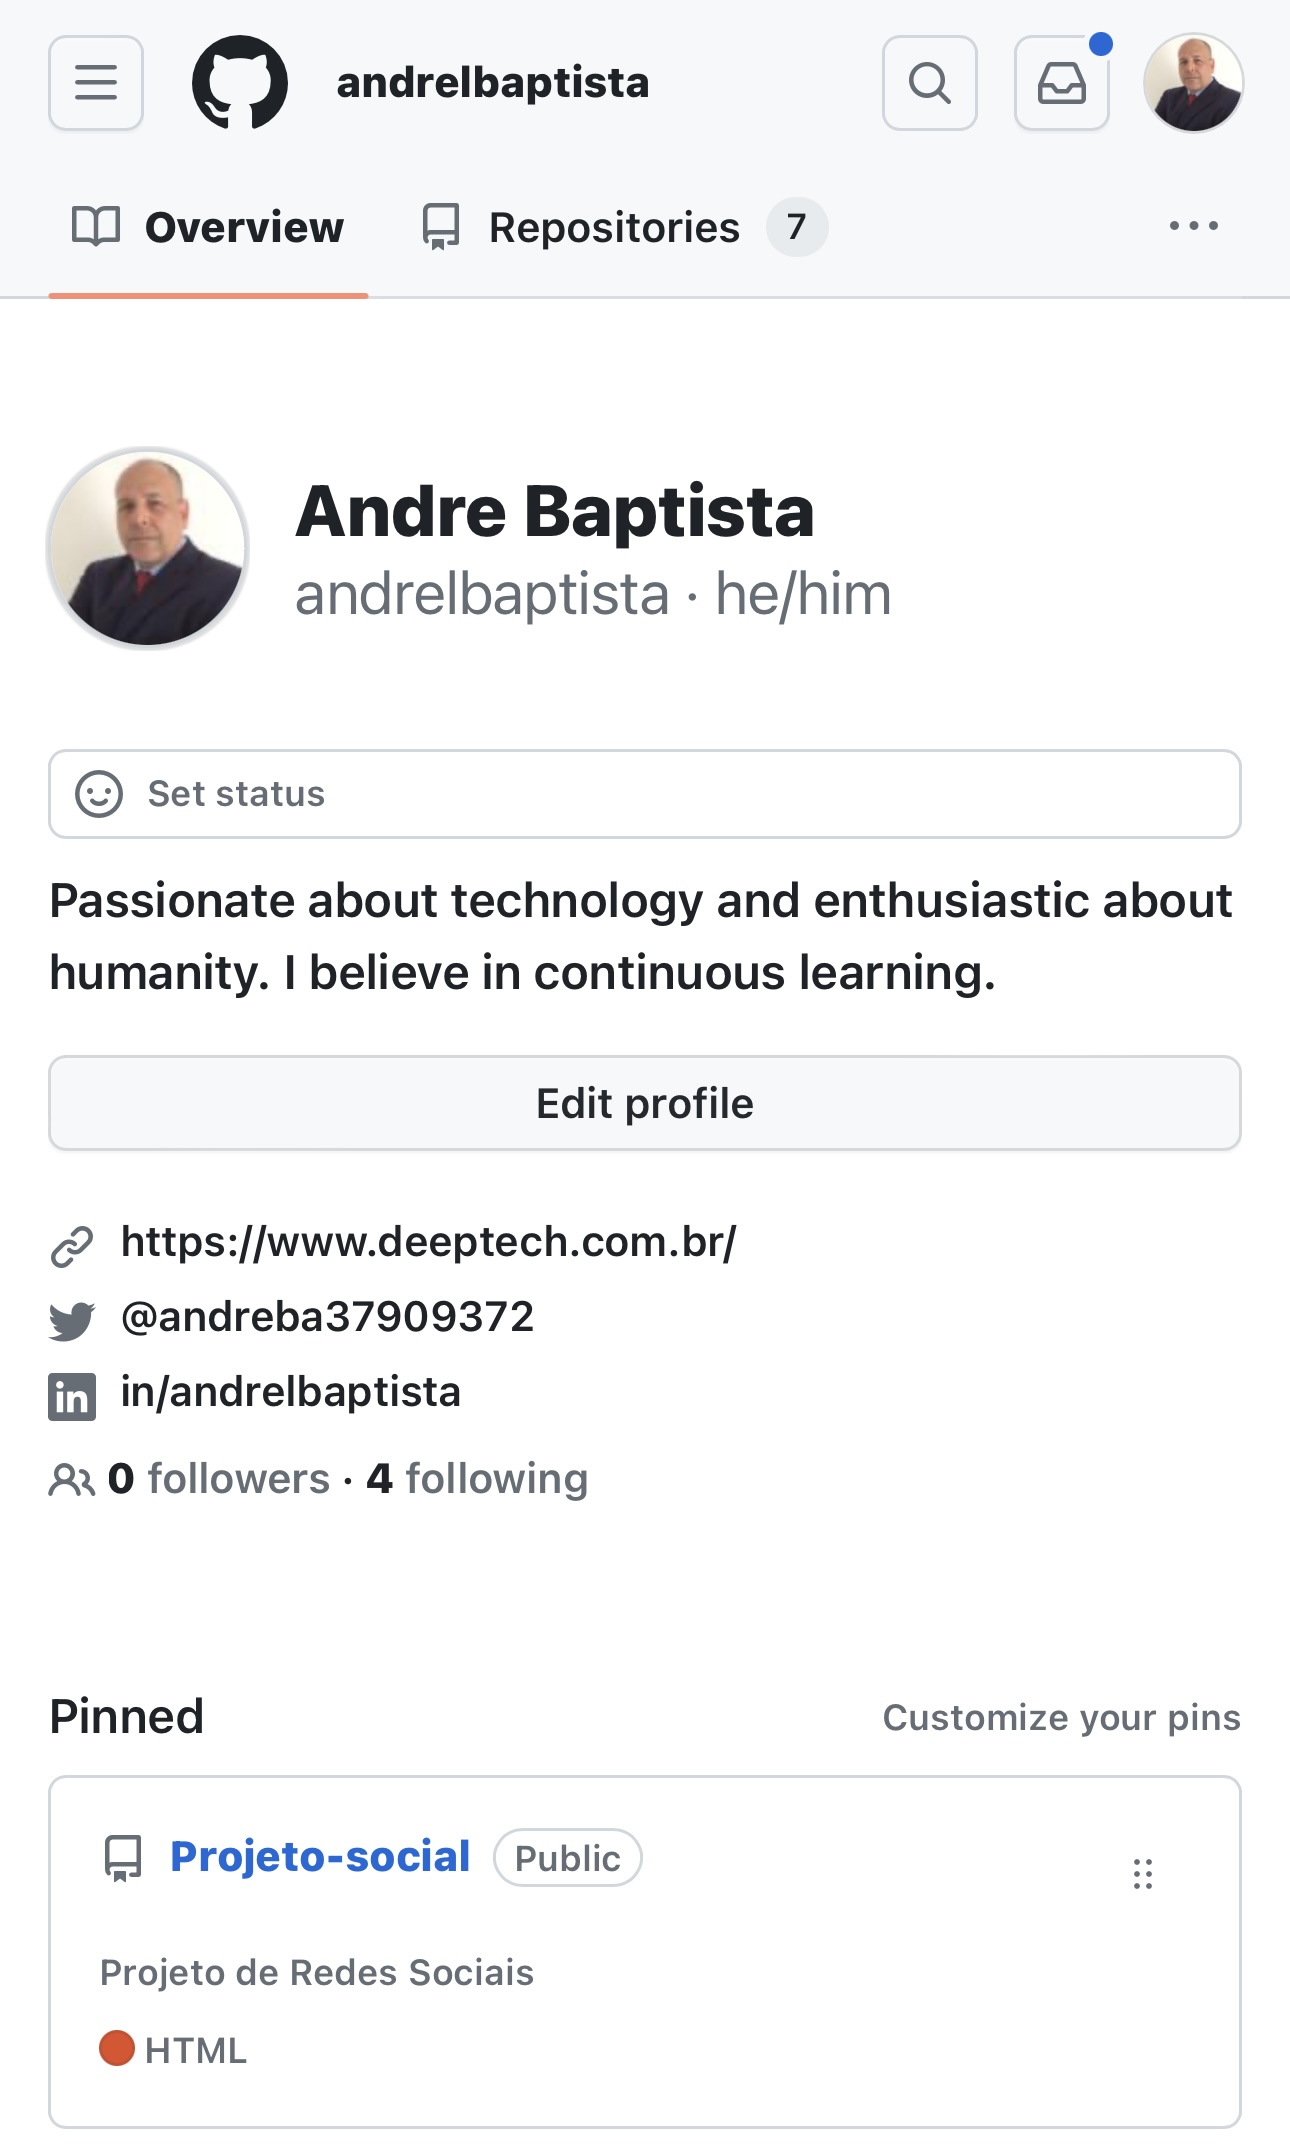 andrelbaptista
Overview
Repositories 7
Andre Baptista
andrelbaptista · he/him
Set status
Passionate about technology and enthusiastic about
humanity. I believe in continuous learning.
Edit profile
https://www.deeptech.com.br/
@andreba37909372
in/andrelbaptista
0 followers · 4 following
Pinned
Customize your pins
Projeto-social Public
Projeto de Redes Sociais
HTML